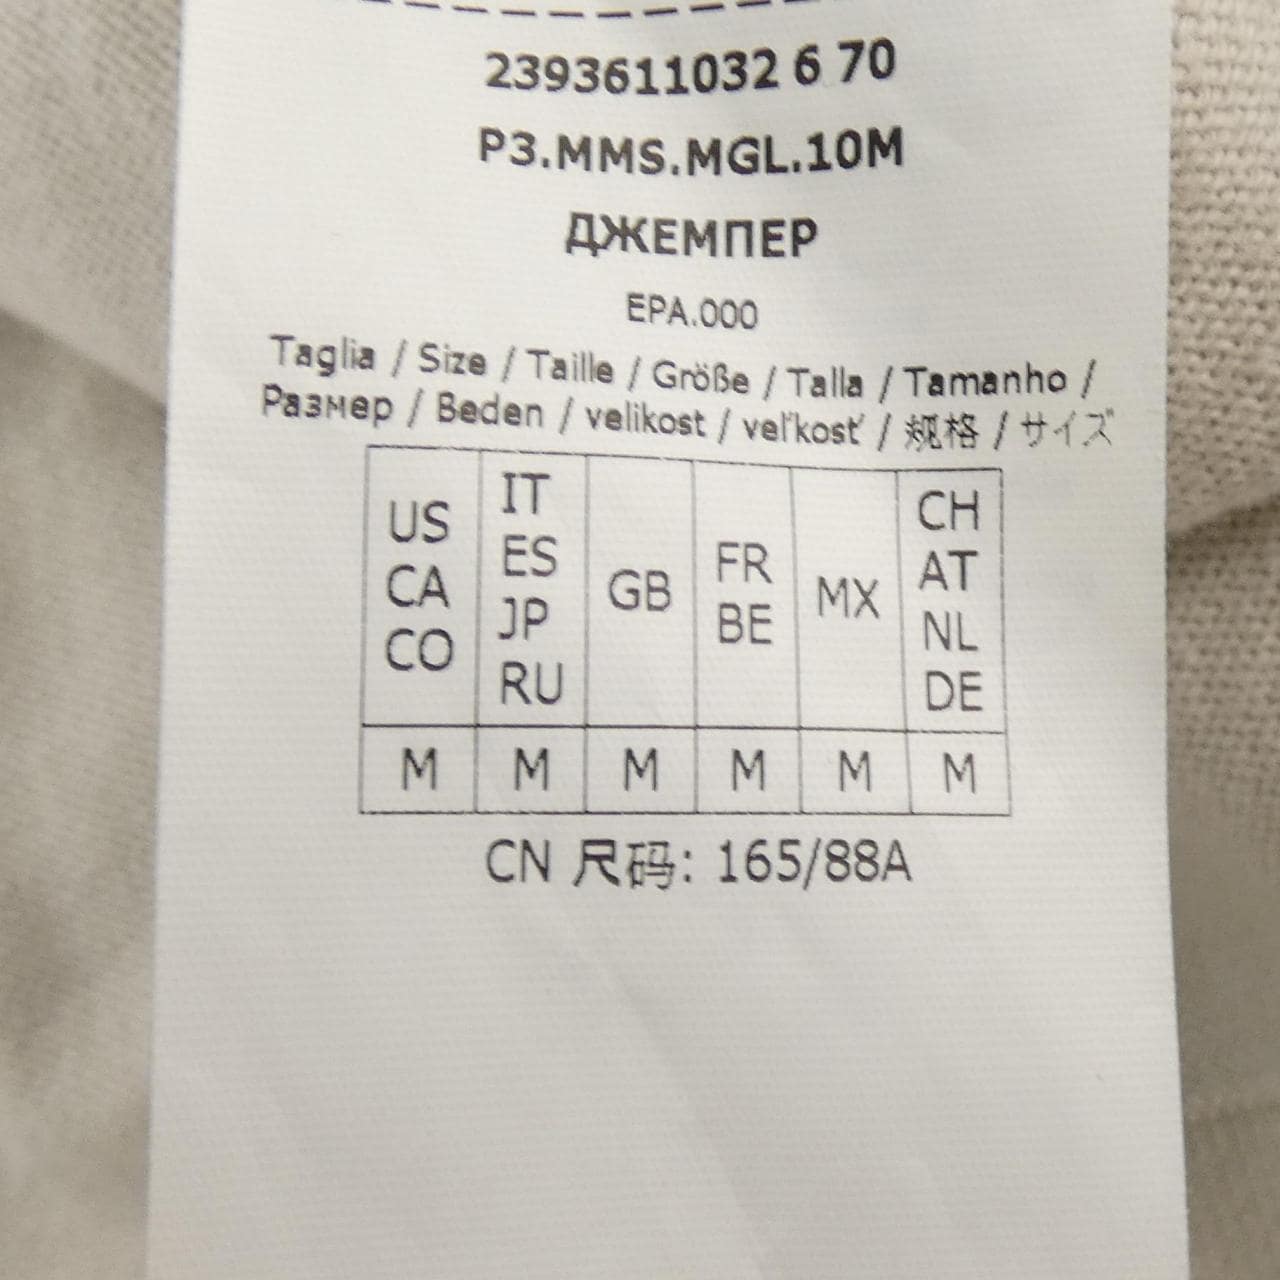 2393611032 6 70
P3.MMS.MGL.10M
ДЖЕМПЕР
EPA.000
Taglia / Size / Taille / Größe / Talla / Tamanho /
Размер / Beden / velikost / veľkosť / 规格 / サイズ
US CA CO
IT ES JP RU
GB
FR BE
MX
CH AT NL DE
M M M M M M
CN 尺码: 165/88A